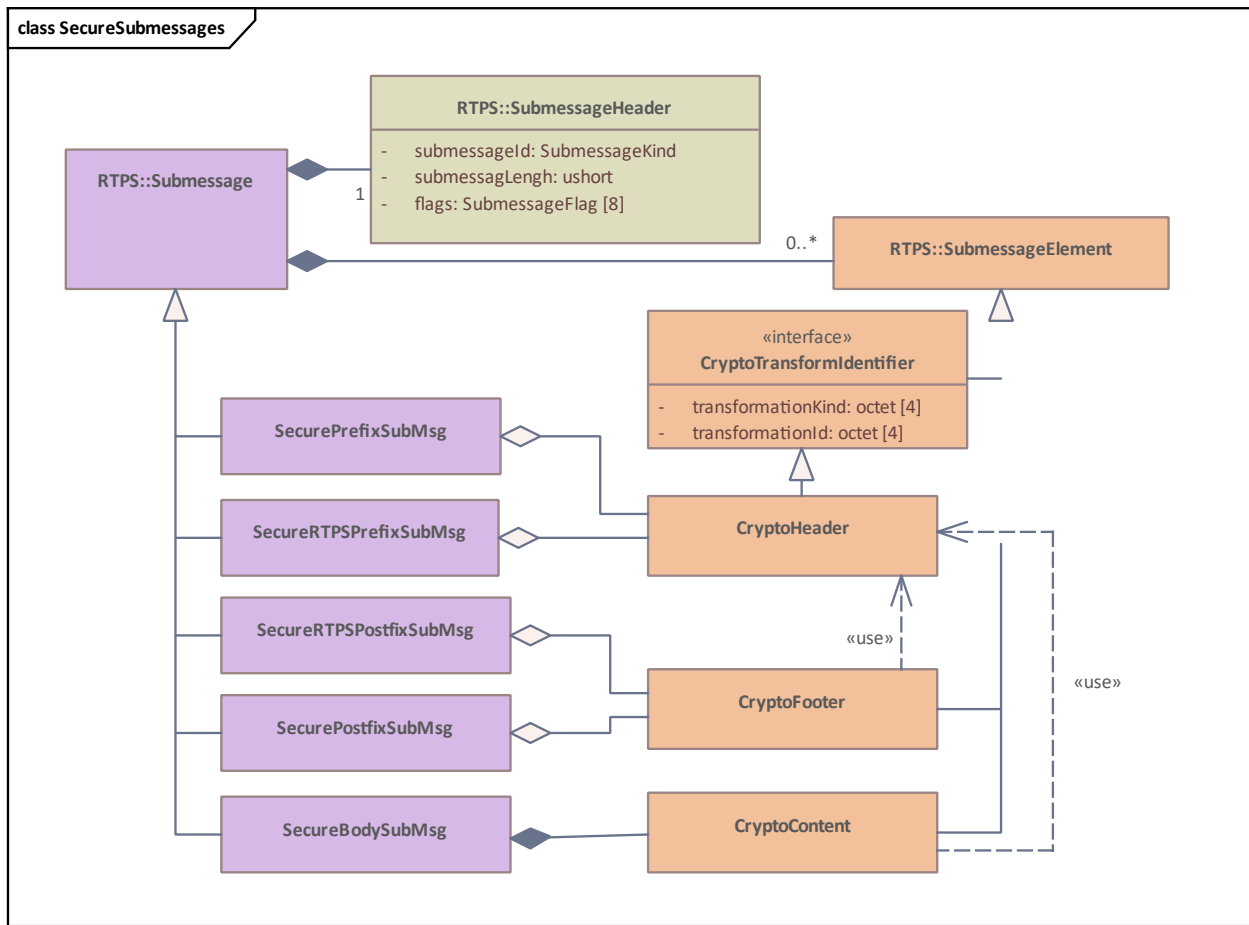 class SecureSubmessages
RTPS::SubmessageHeader
- submessageId: SubmessageKind
- submessagLengh: ushort
- flags: SubmessageFlag [8]
RTPS::Submessage
1
0..*
RTPS::SubmessageElement
«interface»
CryptoTransformIdentifier
- transformationKind: octet [4]
- transformationId: octet [4]
SecurePrefixSubMsg
SecureRTPSPrefixSubMsg
CryptoHeader
SecureRTPSPostfixSubMsg
«use»
«use»
CryptoFooter
SecurePostfixSubMsg
SecureBodySubMsg
CryptoContent